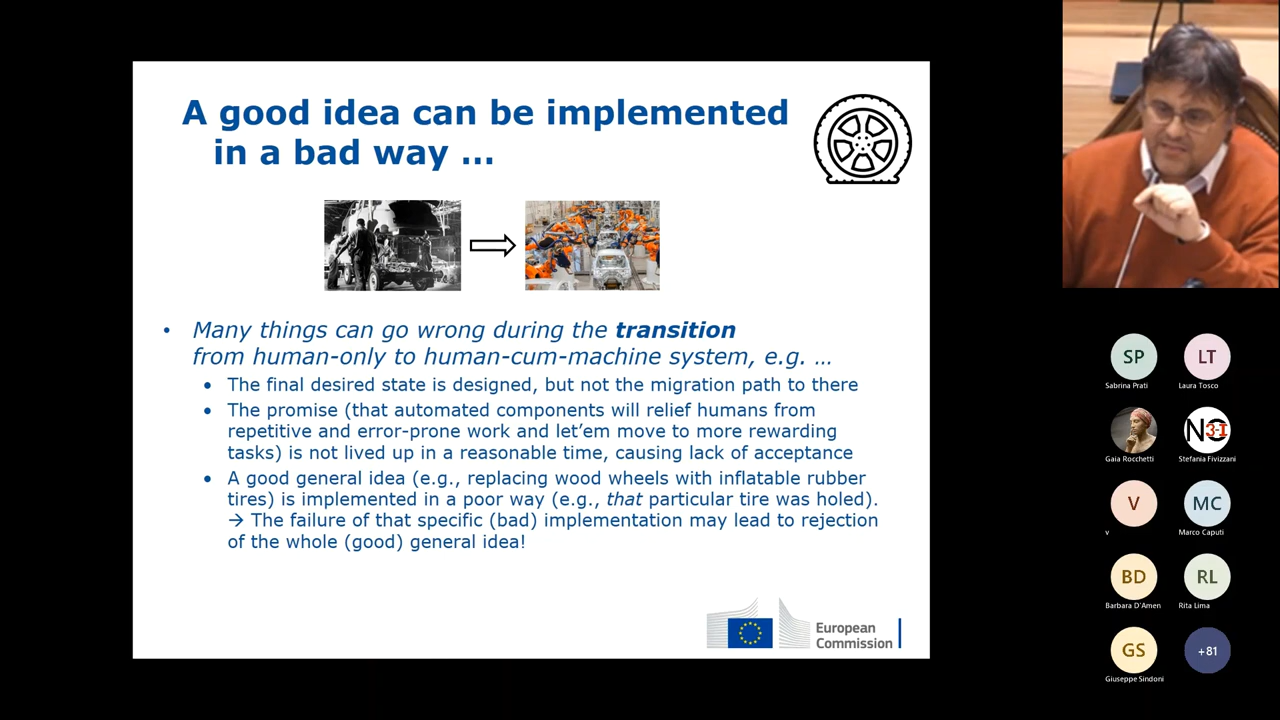 A good idea can be implemented
in a bad way ...
• Many things can go wrong during the transition
from human-only to human-cum-machine system, e.g. ...
• The final desired state is designed, but not the migration path to there
• The promise (that automated components will relief humans from
repetitive and error-prone work and let'em move to more rewarding
tasks) is not lived up in a reasonable time, causing lack of acceptance
• A good general idea (e.g., replacing wood wheels with inflatable rubber
tires) is implemented in a poor way (e.g., that particular tire was holed).
→ The failure of that specific (bad) implementation may lead to rejection
of the whole (good) general idea!
European
Commission
SP
Sabrina Prati
LT
Laura Tosco
Gaia Rocchetti
NO
3-I
Stefania Fivizzani
V
v
MC
Marco Caputi
BD
Barbara D'Amen
RL
Rita Lima
GS
Giuseppe Sindoni
+81